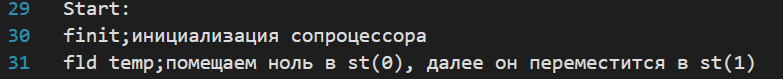 29 Start:
30 finit;инициализация сопроцессора
31 fld temp;помещаем ноль в st(0), далее он переместится в st(1)